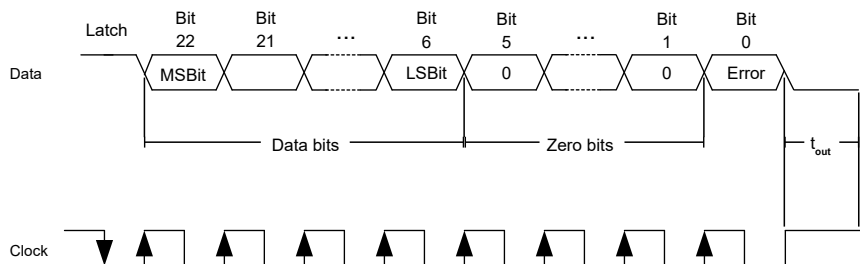 Latch
Bit 22
Bit 21
...
Bit 6
Bit 5
...
Bit 1
Bit 0
Data
MSBit
LSBit
0
0
Error
Data bits
Zero bits
tout
Clock